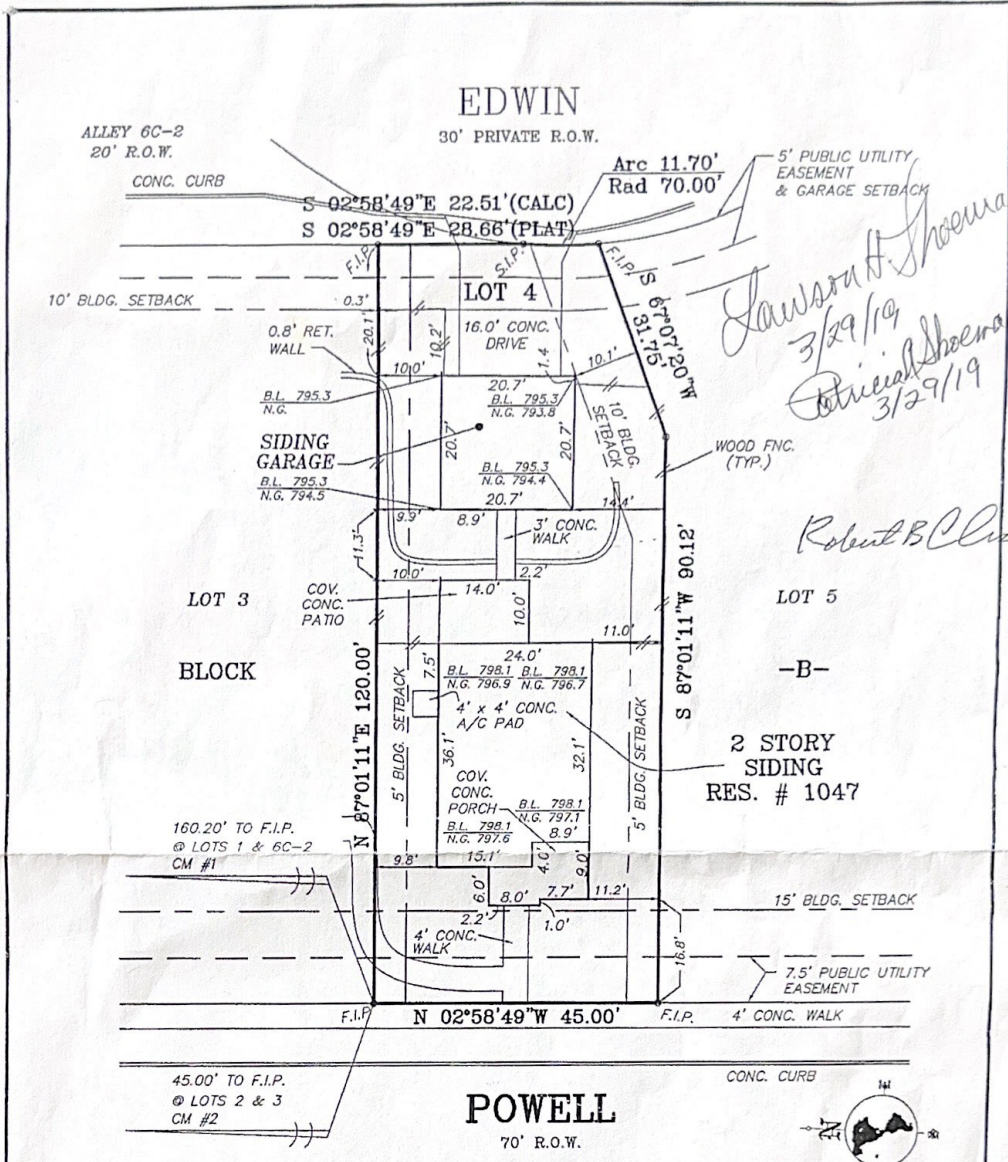 EDWIN
30' PRIVATE R.O.W.
ALLEY 6C-2
20' R.O.W.
CONC. CURB
Arc 11.70'
Rad 70.00'
5' PUBLIC UTILITY
EASEMENT
& GARAGE SETBACK
S 02°58'49"E 22.51'(CALC)
S 02°58'49"E 28.66'(PLAT)
F.I.P.
S.I.P.
F.I.P.
S 67°07'20"W
31.75'
Lawson H Shoema
3/29/19
Patricia A Shoema
3/29/19
10' BLDG. SETBACK
0.3'
20.1'
LOT 4
10.2'
16.0' CONC.
DRIVE
1.4
10.1'
0.8' RET.
WALL
10.0'
20.7'
B.L. 795.3
N.G.
B.L. 795.3
N.G. 793.8
10' BLDG.
SETBACK
SIDING
GARAGE
20.7'
20.7'
WOOD FNC.
(TYP.)
B.L. 795.3
N.G. 794.5
B.L. 795.3
N.G. 794.4
20.7'
14.4'
9.9'
8.9'
3' CONC.
WALK
11.3'
10.0'
2.2'
Robert B
S 87°01'11"W 90.12'
LOT 3
COV.
CONC.
PATIO
14.0'
10.0'
11.0'
LOT 5
BLOCK
-B-
24.0'
7.5'
B.L. 798.1
N.G. 796.9
B.L. 798.1
N.G. 796.7
4' x 4' CONC.
A/C PAD
N 87°01'11"E 120.00'
5' BLDG. SETBACK
36.1'
32.1'
5' BLDG. SETBACK
2 STORY
SIDING
RES. # 1047
COV.
CONC.
PORCH
B.L. 798.1
N.G. 797.1
B.L. 798.1
N.G. 797.6
8.9'
160.20' TO F.I.P.
@ LOTS 1 & 6C-2
CM #1
9.8'
15.1'
4.0'
9.0'
6.0'
8.0'
7.7'
11.2'
15' BLDG. SETBACK
2.2'
1.0'
4' CONC.
WALK
16.8'
7.5' PUBLIC UTILITY
EASEMENT
F.I.P.
N 02°58'49"W 45.00'
F.I.P.
4' CONC. WALK
45.00' TO F.I.P.
@ LOTS 2 & 3
CM #2
CONC. CURB
POWELL
70' R.O.W.
N